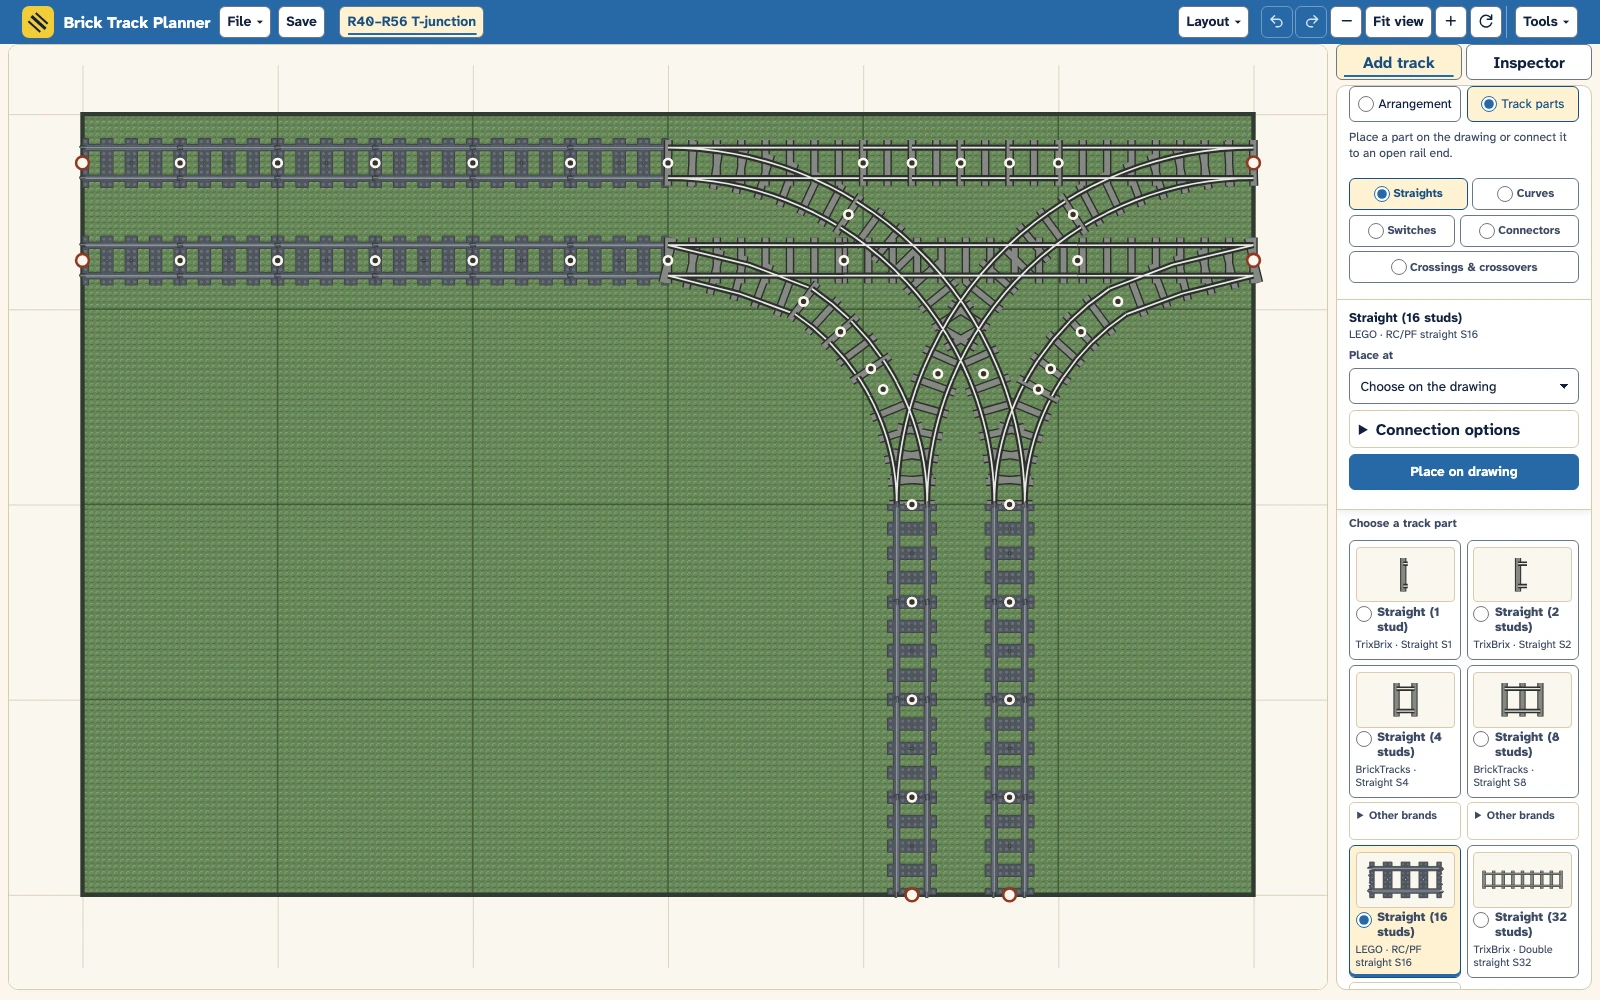 Brick Track Planner
File
Save
R40–R56 T-junction
Layout
−
Fit view
+
Tools
Add track
Inspector
Arrangement
Track parts
Place a part on the drawing or connect it
to an open rail end.
Straights
Curves
Switches
Connectors
Crossings & crossovers
Straight (16 studs)
LEGO · RC/PF straight S16
Place at
Choose on the drawing
Connection options
Place on drawing
Choose a track part
Straight (1
stud)
TrixBrix · Straight S1
Straight (2
studs)
TrixBrix · Straight S2
Straight (4
studs)
BrickTracks ·
Straight S4
Straight (8
studs)
BrickTracks ·
Straight S8
Other brands
Other brands
Straight (16
studs)
LEGO · RC/PF
straight S16
Straight (32
studs)
TrixBrix · Double
straight S32